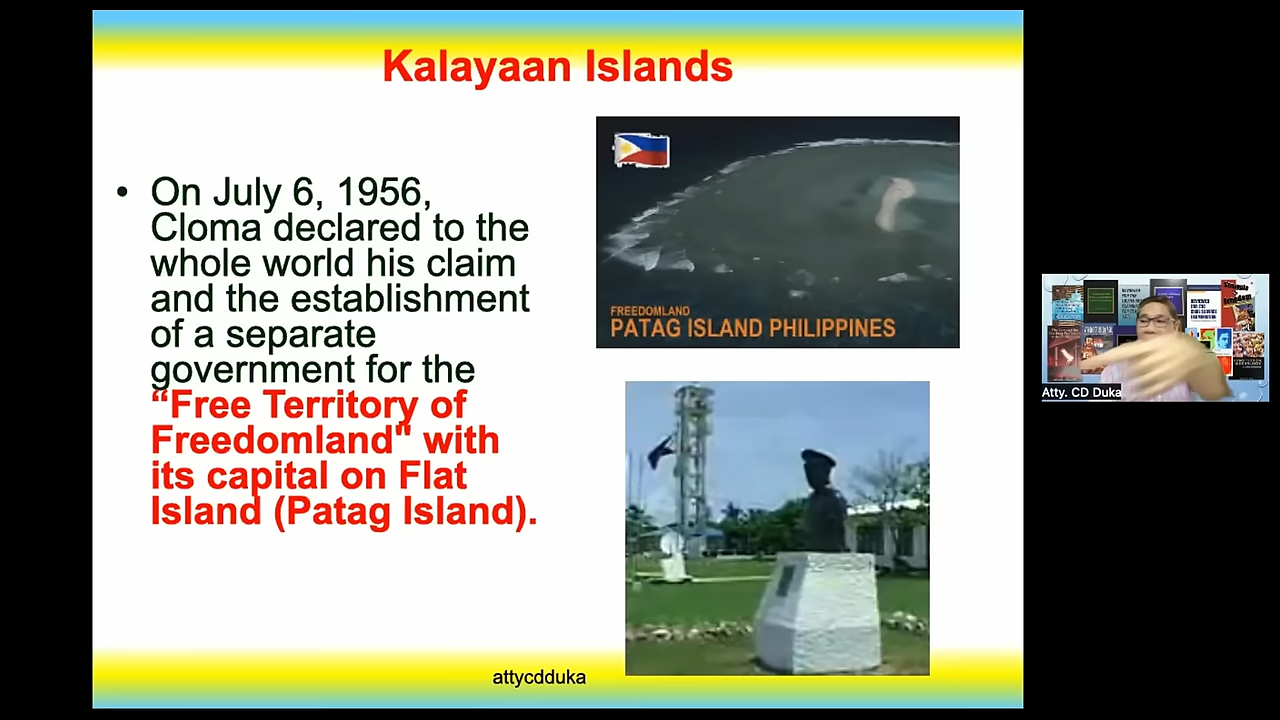 Kalayaan Islands
• On July 6, 1956,
Cloma declared to the
whole world his claim
and the establishment
of a separate
government for the
“Free Territory of
Freedomland" with
its capital on Flat
Island (Patag Island).
FREEDOMLAND
PATAG ISLAND PHILIPPINES
attycdduka
Atty. CD Duka